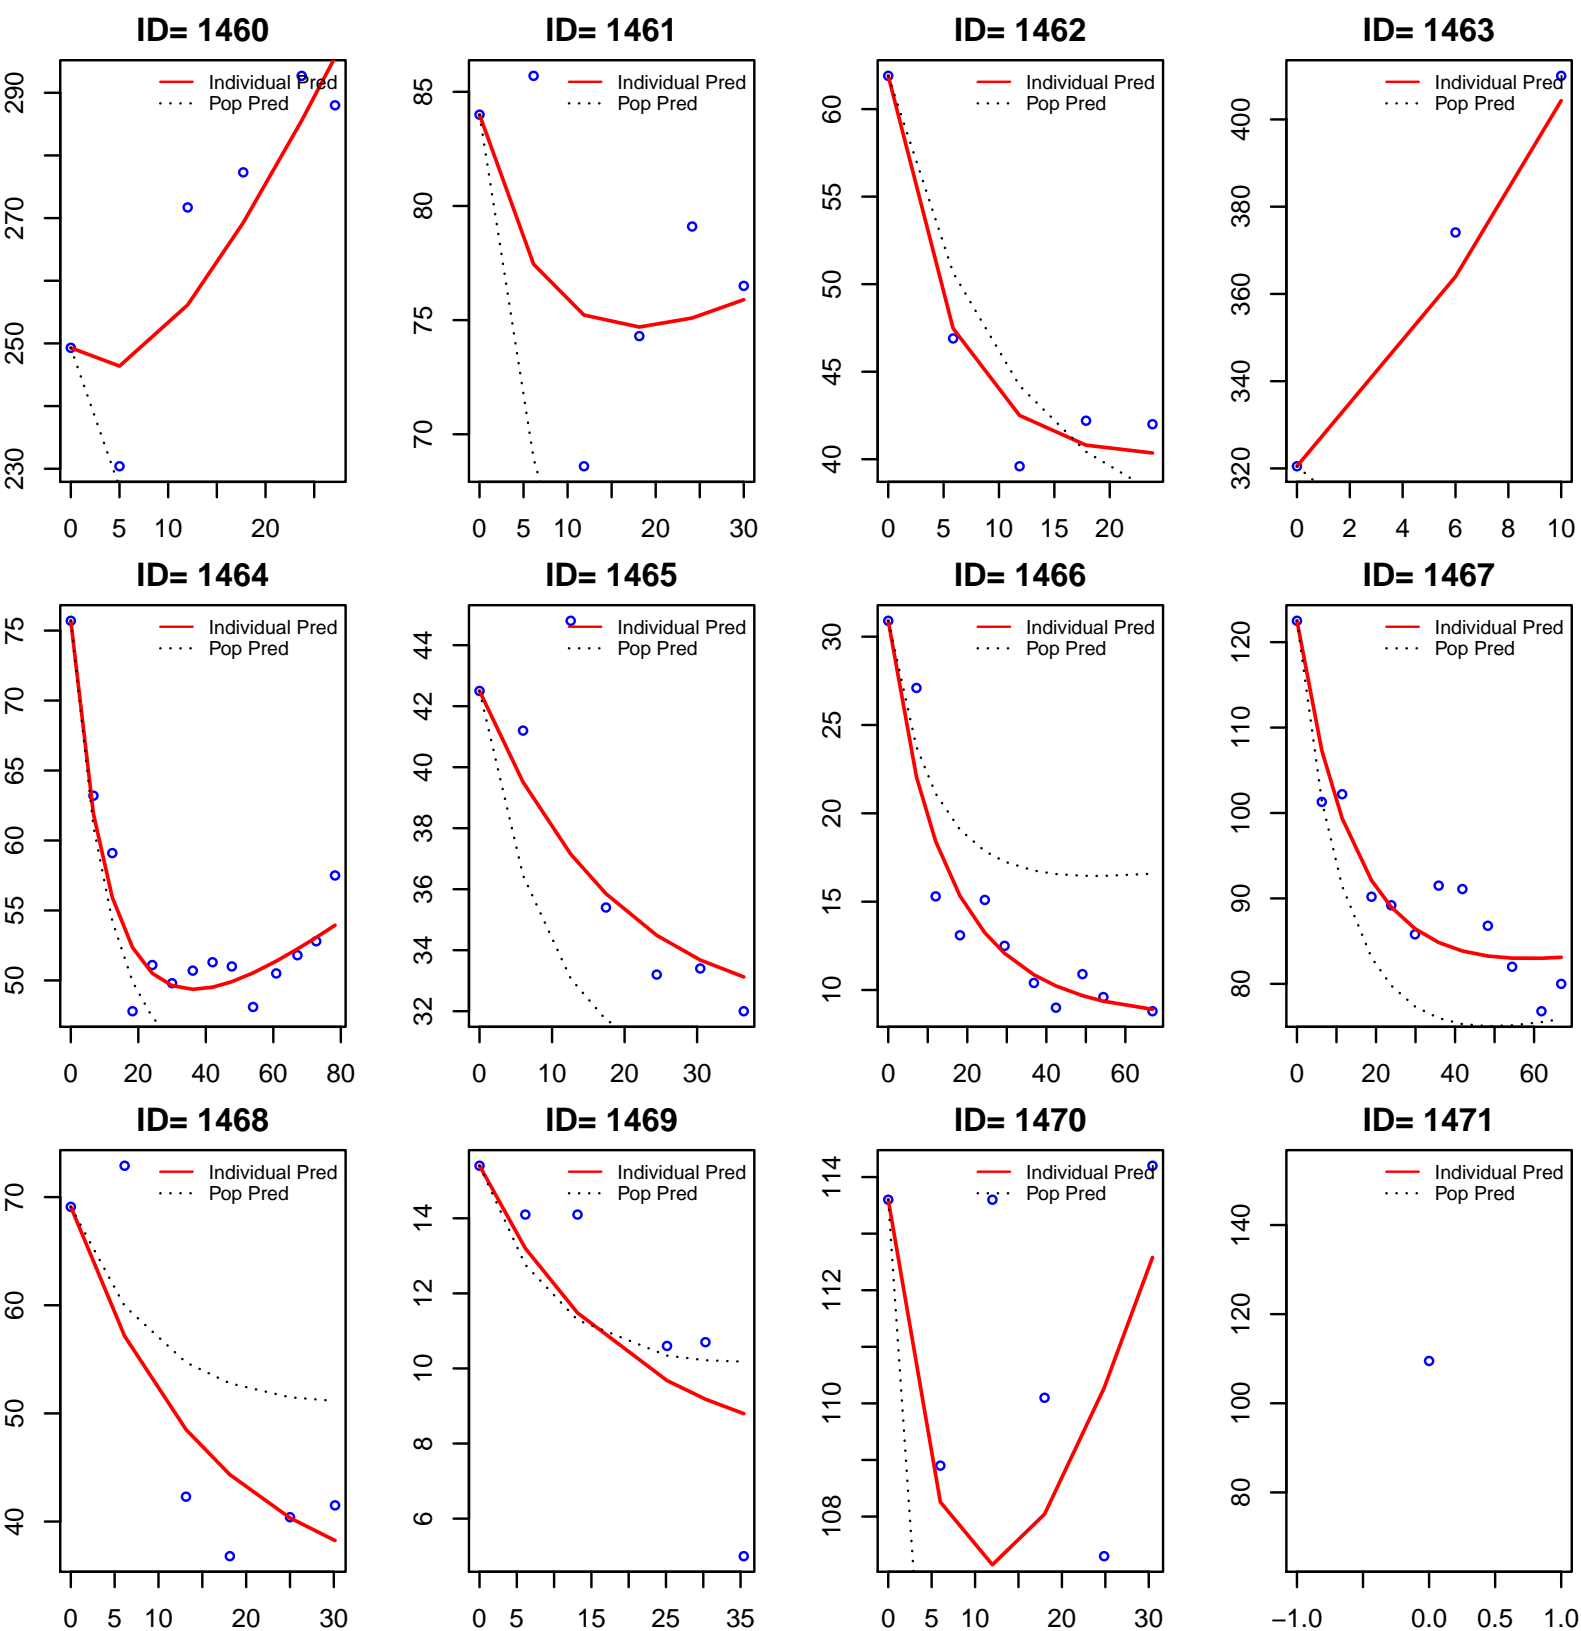 ID= 1460
Individual Pred
Pop Pred
290
270
250
230
0 5 10 20
ID= 1461
Individual Pred
Pop Pred
85
80
75
70
0 5 10 20 30
ID= 1462
Individual Pred
Pop Pred
60
55
50
45
40
0 5 10 15 20
ID= 1463
Individual Pred
Pop Pred
400
380
360
340
320
0 2 4 6 8 10
ID= 1464
Individual Pred
Pop Pred
75
70
65
60
55
50
0 20 40 60 80
ID= 1465
Individual Pred
Pop Pred
44
42
40
38
36
34
32
0 10 20 30
ID= 1466
Individual Pred
Pop Pred
30
25
20
15
10
0 20 40 60
ID= 1467
Individual Pred
Pop Pred
120
110
100
90
80
0 20 40 60
ID= 1468
Individual Pred
Pop Pred
70
60
50
40
0 5 10 20 30
ID= 1469
Individual Pred
Pop Pred
14
12
10
8
6
0 5 15 25 35
ID= 1470
Individual Pred
Pop Pred
114
112
110
108
0 5 10 20 30
ID= 1471
Individual Pred
Pop Pred
140
120
100
80
−1.0 0.0 0.5 1.0